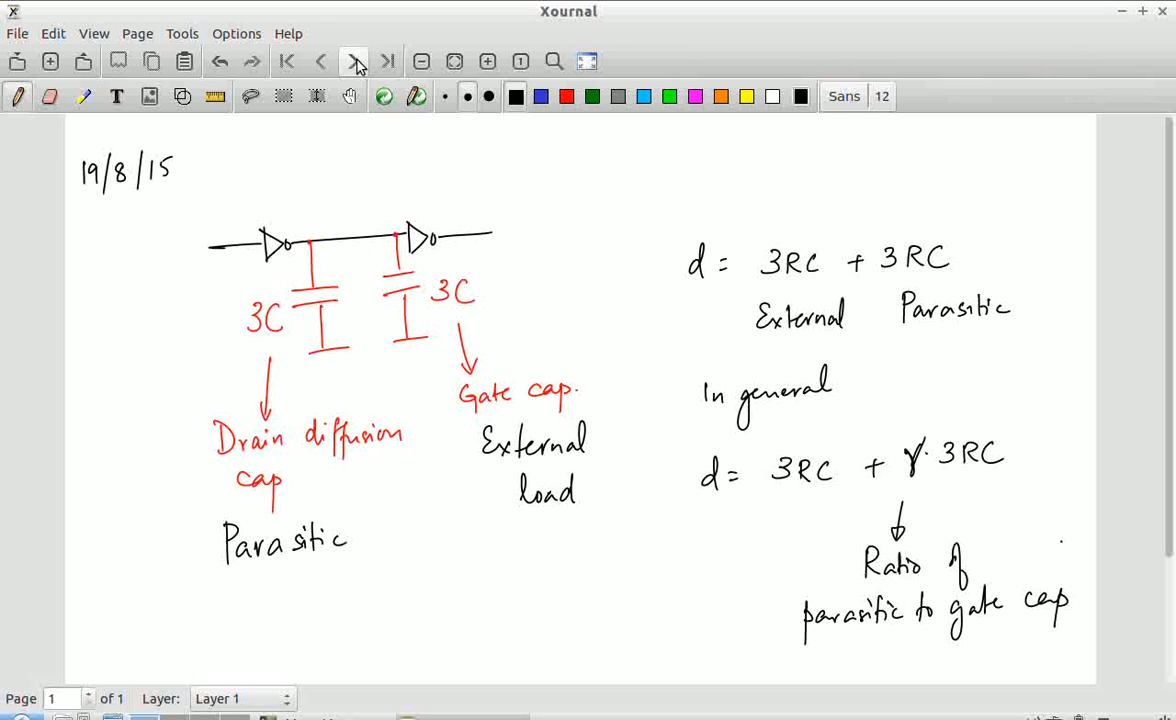 Xournal
File Edit View Page Tools Options Help
Sans 12
19/8/15
3C
3C
Drain diffusion
cap
Parasitic
Gate cap.
External
load
d = 3RC + 3RC
External Parasitic
In general
d = 3RC + γ. 3RC
Ratio of
parasitic to gate cap
Page 1 of 1 Layer: Layer 1